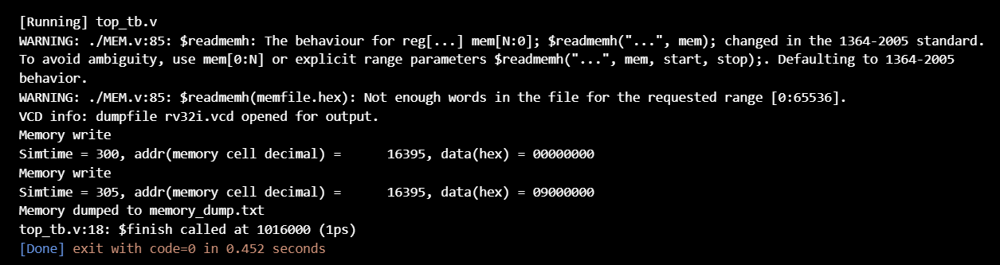 [Running] top_tb.v
WARNING: ./MEM.v:85: $readmemh: The behaviour for reg[...] mem[N:0]; $readmemh("...", mem); changed in the 1364-2005 standard.
To avoid ambiguity, use mem[0:N] or explicit range parameters $readmemh("...", mem, start, stop);. Defaulting to 1364-2005
behavior.
WARNING: ./MEM.v:85: $readmemh(memfile.hex): Not enough words in the file for the requested range [0:65536].
VCD info: dumpfile rv32i.vcd opened for output.
Memory write
Simtime = 300, addr(memory cell decimal) =      16395, data(hex) = 00000000
Memory write
Simtime = 305, addr(memory cell decimal) =      16395, data(hex) = 09000000
Memory dumped to memory_dump.txt
top_tb.v:18: $finish called at 1016000 (1ps)
[Done] exit with code=0 in 0.452 seconds